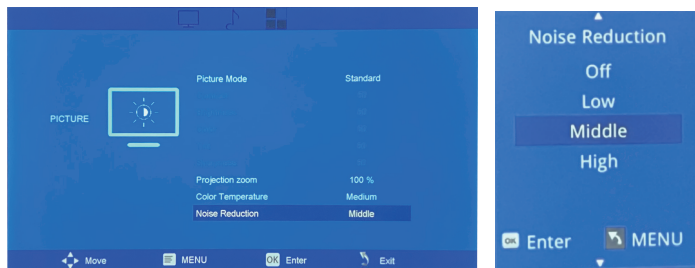 Picture Mode Standard
PICTURE
Projection zoom 100 %
Color Temperature Medium
Noise Reduction Middle
Move MENU OK Enter Exit
Noise Reduction
Off
Low
Middle
High
OK Enter MENU